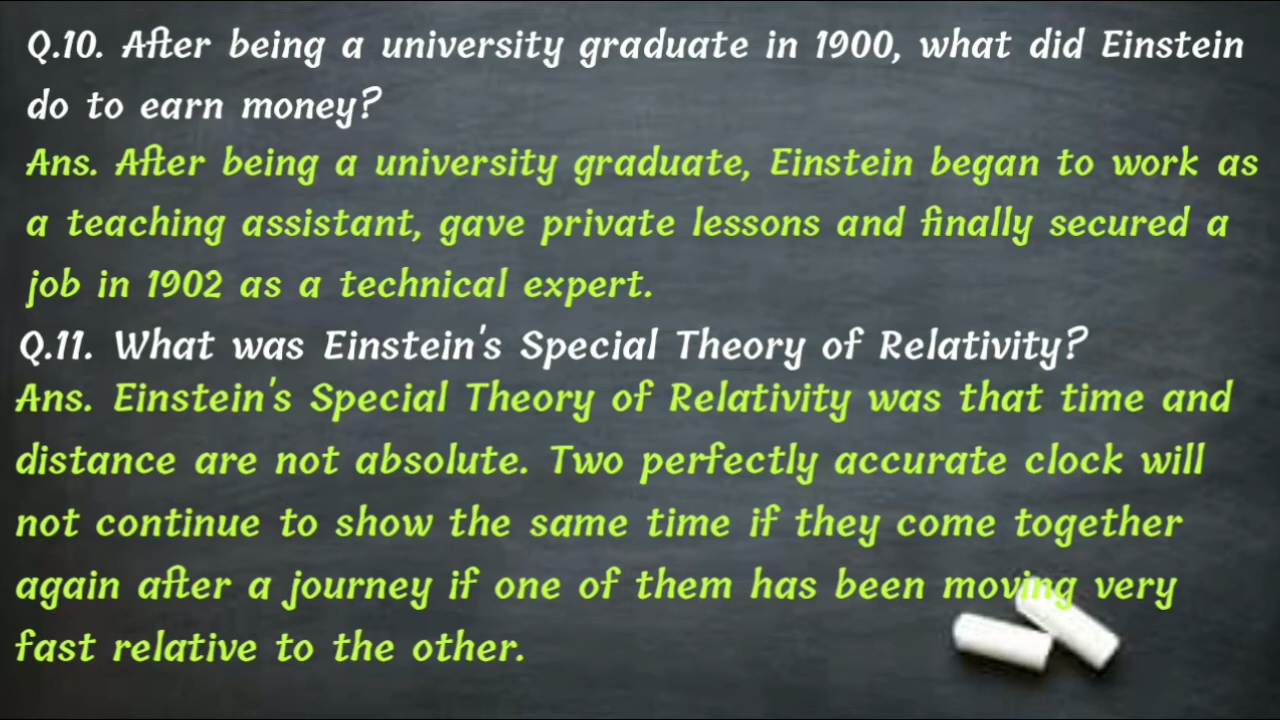 Q.10. After being a university graduate in 1900, what did Einstein
do to earn money?
Ans. After being a university graduate, Einstein began to work as
a teaching assistant, gave private lessons and finally secured a
job in 1902 as a technical expert.
Q.11. What was Einstein's Special Theory of Relativity?
Ans. Einstein's Special Theory of Relativity was that time and
distance are not absolute. Two perfectly accurate clock will
not continue to show the same time if they come together
again after a journey if one of them has been moving very
fast relative to the other.